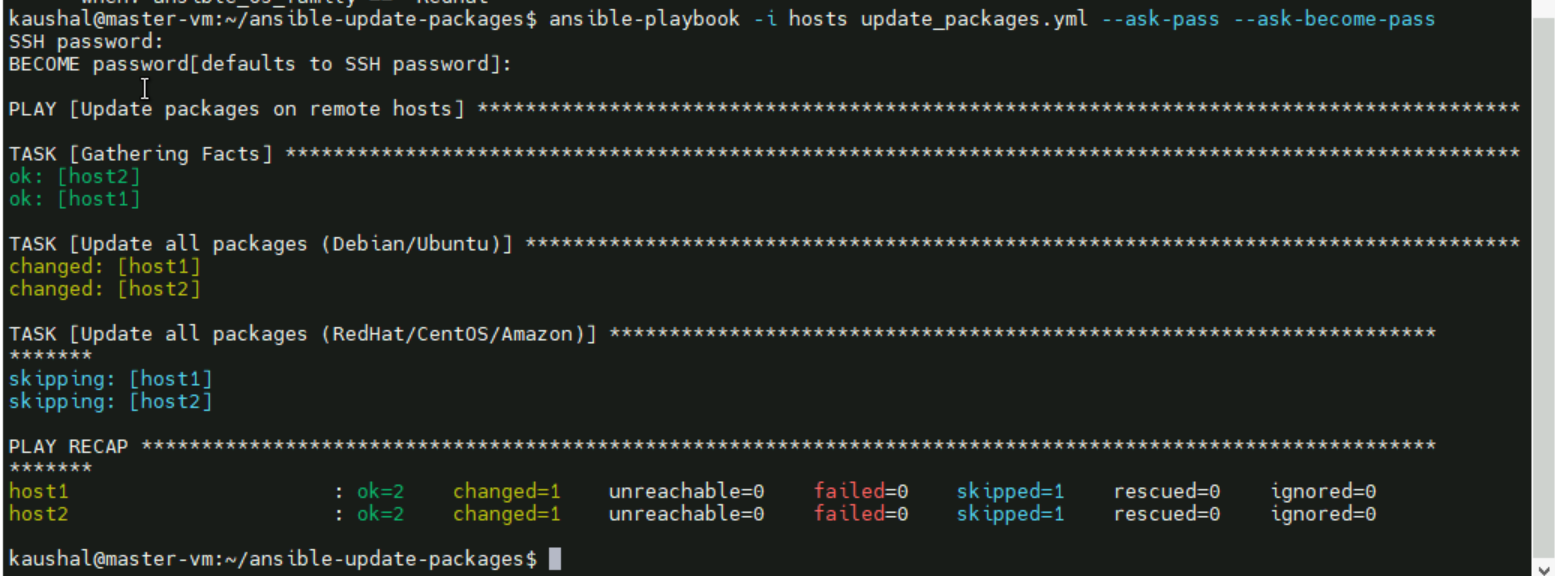 when: ansible_os_family == "RedHat"
kaushal@master-vm:~/ansible-update-packages$ ansible-playbook -i hosts update_packages.yml --ask-pass --ask-become-pass
SSH password:
BECOME password[defaults to SSH password]:
PLAY [Update packages on remote hosts] ***************************************************************************************
TASK [Gathering Facts] *******************************************************************************************************
ok: [host2]
ok: [host1]
TASK [Update all packages (Debian/Ubuntu)] ***********************************************************************************
changed: [host1]
changed: [host2]
TASK [Update all packages (RedHat/CentOS/Amazon)] *********************************************************************
*******
skipping: [host1]
skipping: [host2]
PLAY RECAP ************************************************************************************************************
*******
host1                      : ok=2    changed=1    unreachable=0    failed=0    skipped=1    rescued=0    ignored=0
host2                      : ok=2    changed=1    unreachable=0    failed=0    skipped=1    rescued=0    ignored=0
kaushal@master-vm:~/ansible-update-packages$